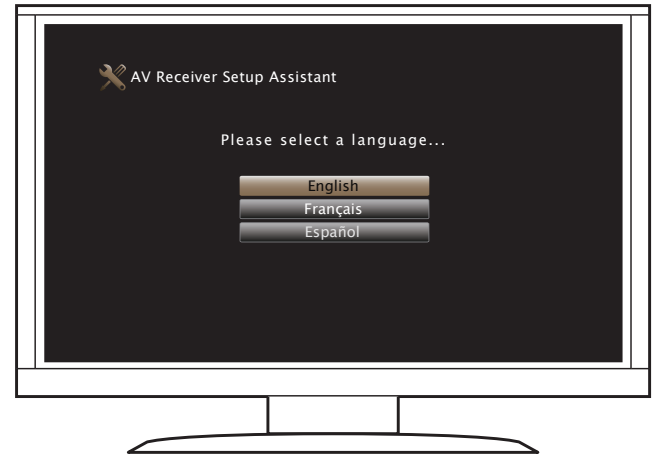 AV Receiver Setup Assistant
Please select a language...
English
Français
Español